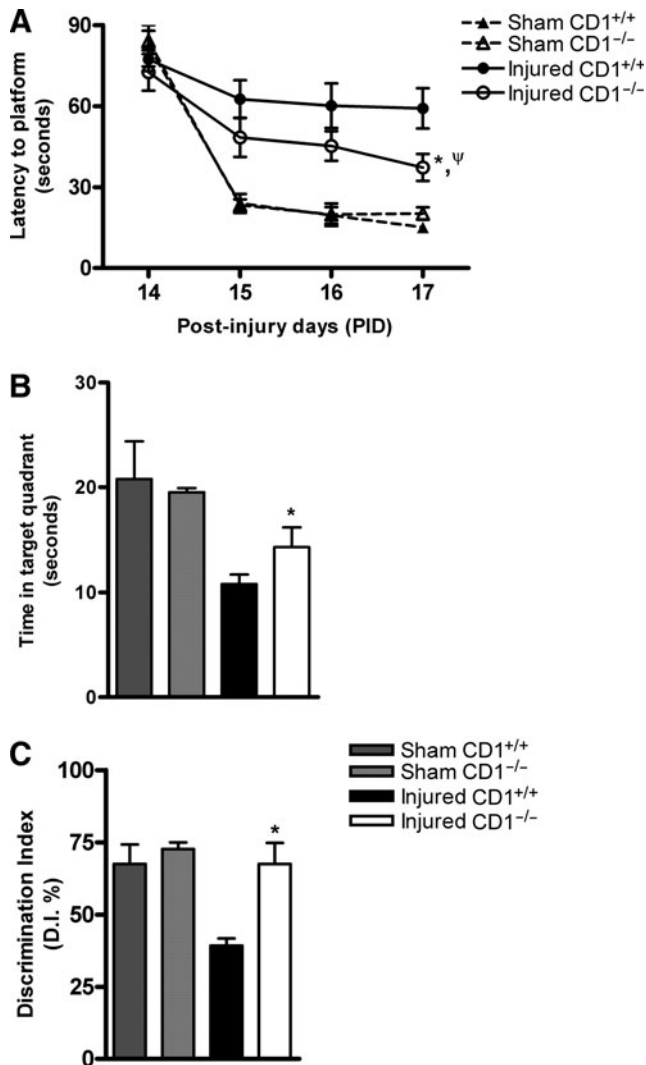 A
Latency to platform
(seconds)
90
60
30
0
14 15 16 17
Post-injury days (PID)
*,ψ
Sham CD1+/+
Sham CD1−/−
Injured CD1+/+
Injured CD1−/−
B
Time in target quadrant
(seconds)
30
20
10
0
*
C
Discrimination Index
(D.I. %)
100
75
50
25
0
*
Sham CD1+/+
Sham CD1−/−
Injured CD1+/+
Injured CD1−/−